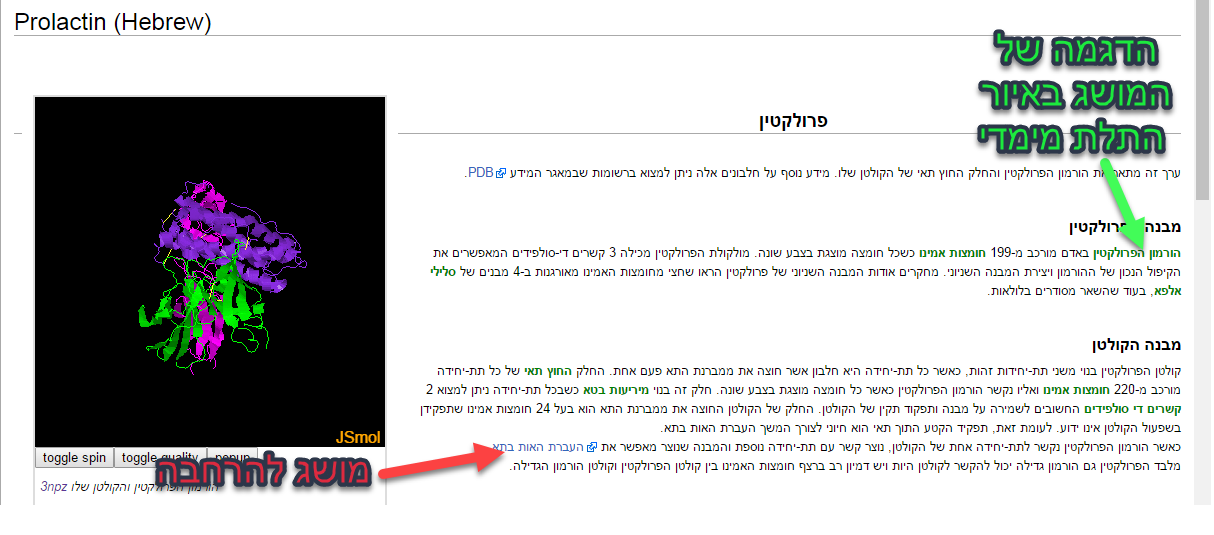 Prolactin (Hebrew)
הדגמה של
המושג באיור
התלת מימדי
פרולקטין
ערך זה מתאר את הורמון הפרולקטין והחלק החוץ תאי של הקולטן שלו. מידע נוסף על חלבונים אלה ניתן למצוא ברשומות שבמאגר המידע PDB.
מבנה הפרולקטין
הורמון הפרולקטין באדם מורכב מ-199 חומצות אמינו כשכל חומצה מוצגת בצבע שונה. מולקולת הפרולקטין מכילה 3 קשרים די-סולפידים המאפשרים את
הקיפול הנכון של ההורמון ויצירת המבנה השניוני. מחקרים אודות המבנה השניוני של פרולקטין הראו שחצי מחומצות האמינו מאורגנות ב-4 מבנים של סלילי
אלפא, בעוד שהשאר מסודרים בלולאות.
מבנה הקולטן
קולטן הפרולקטין בנוי משני תת-יחידות זהות, כאשר כל תת-יחידה היא חלבון אשר חוצה את ממברנת התא פעם אחת. החלק החוץ תאי של כל תת-יחידה
מורכב מ-220 חומצות אמינו ואליו נקשר הורמון הפרולקטין כאשר כל חומצה מוצגת בצבע שונה. חלק זה בנוי מיריעות בטא כשבכל תת-יחידה ניתן למצוא 2
קשרים די סולפידים החשובים לשמירה על מבנה ותפקוד תקין של הקולטן. החלק של הקולטן החוצה את ממברנת התא הוא בעל 24 חומצות אמינו שתפקידן
בשפעול הקולטן אינו ידוע. לעומת זאת, תפקיד הקטע התוך תאי הוא חיוני לצורך המשך העברת האות בתא.
כאשר הורמון הפרולקטין נקשר לתת-יחידה אחת של הקולטן, נוצר קשר עם תת-יחידה נוספת והמבנה שנוצר מאפשר את העברת האות בתא
מלבד הפרולקטין גם הורמון גדילה יכול להקשר לקולטן היות ויש דמיון רב ברצף חומצות האמינו בין קולטן הפרולקטין וקולטן הורמון הגדילה.
JSmol
toggle spin toggle quality popup
מושג להרחבה
הורמון הפרולקטין והקולטן שלו 3npz